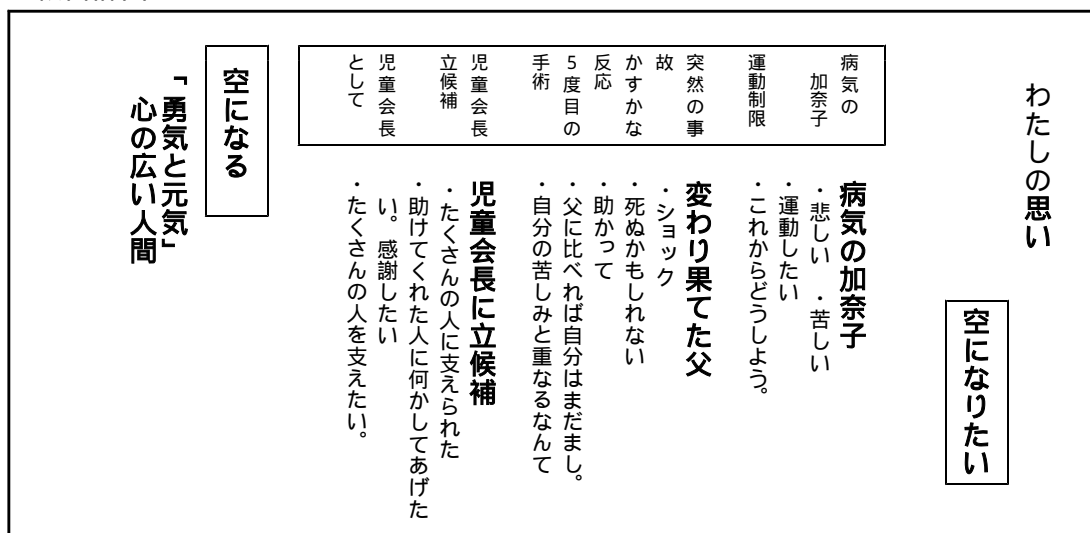 わたしの思い
空になりたい
病気の
加奈子
運動制限
突然の事
故
かすかな
反応
5度目の
手術
児童会長
立候補
児童会長
として
病気の加奈子
・悲しい ・苦しい
・運動したい
・これからどうしよう。
変わり果てた父
・ショック
・死ぬかもしれない
・助かって
・父に比べれば自分はまだまし。
・自分の苦しみと重なるなんて
児童会長に立候補
・たくさんの人に支えられた
・助けてくれた人に何かしてあげた
い。感謝したい
・たくさんの人を支えたい。
空になる
「勇気と元気」
心の広い人間